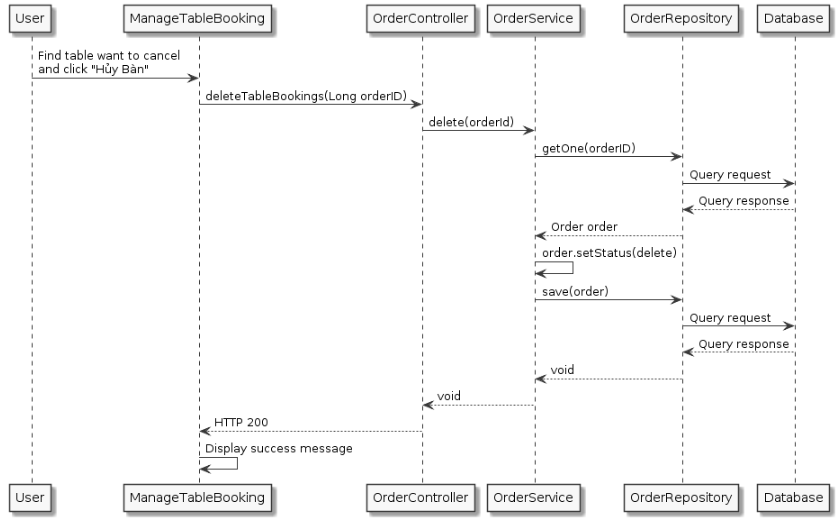 User
ManageTableBooking
OrderController
OrderService
OrderRepository
Database
Find table want to cancel
and click "Hủy Bàn"
deleteTableBookings(Long orderID)
delete(orderId)
getOne(orderID)
Query request
Query response
Order order
order.setStatus(delete)
save(order)
Query request
Query response
void
void
HTTP 200
Display success message
User
ManageTableBooking
OrderController
OrderService
OrderRepository
Database